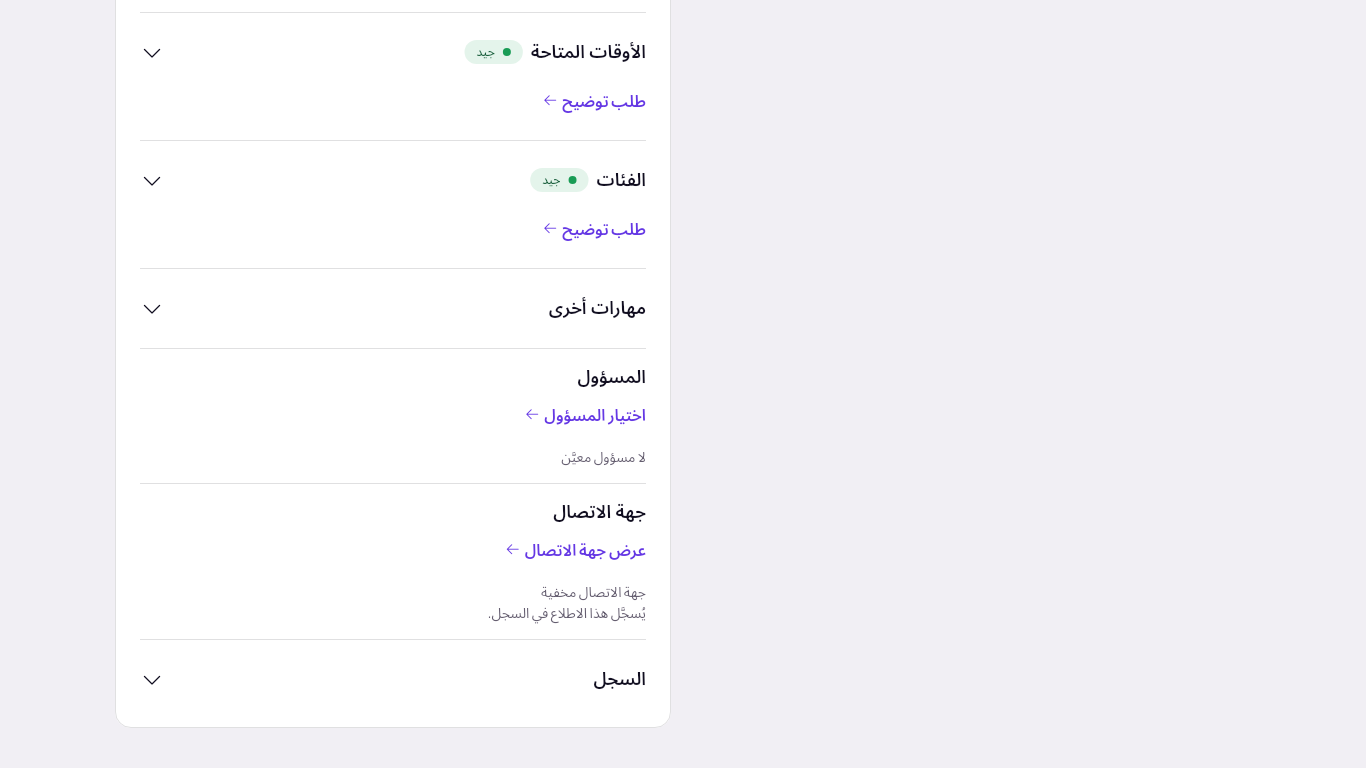 الأوقات المتاحة جيد
طلب توضيح ←
الفئات جيد
طلب توضيح ←
مهارات أخرى
المسؤول
اختيار المسؤول ←
لا مسؤول معيَّن
جهة الاتصال
عرض جهة الاتصال ←
جهة الاتصال مخفية
يُسجَّل هذا الاطلاع في السجل.
السجل